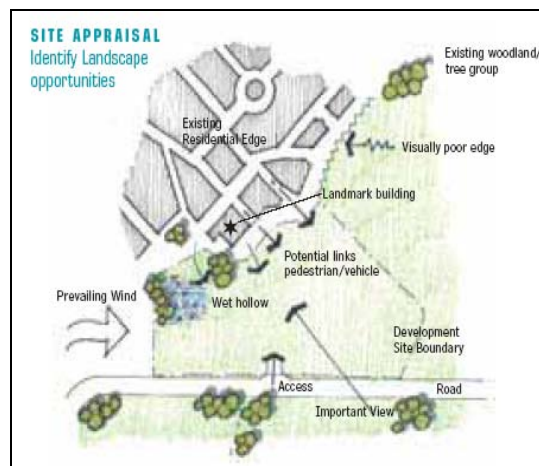 SITE APPRAISAL
Identify Landscape
opportunities
Existing woodland/
tree group
Existing
Residential Edge
Visually poor edge
Landmark building
Potential links
pedestrian/vehicle
Prevailing Wind
Wet hollow
Development
Site Boundary
Access
Road
Important View